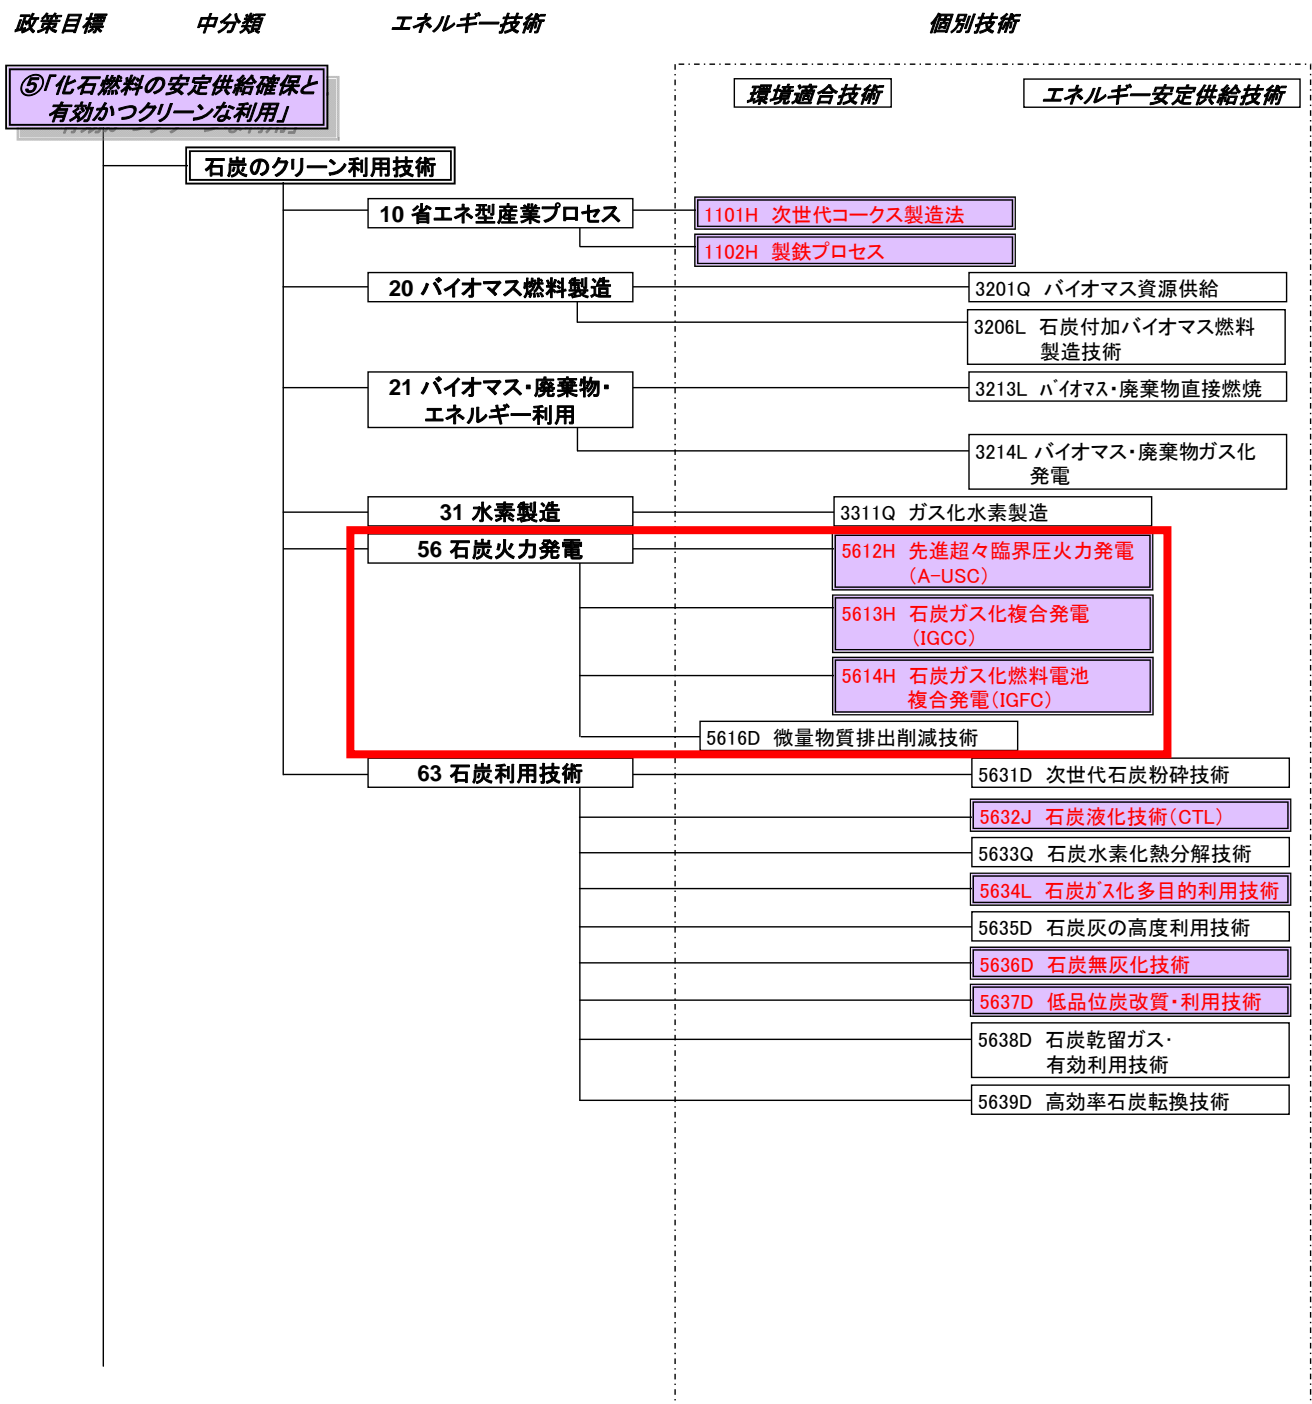 政策目標 中分類 エネルギー技術 個別技術
⑤「化石燃料の安定供給確保と
有効かつクリーンな利用」
環境適合技術 エネルギー安定供給技術
石炭のクリーン利用技術
10 省エネ型産業プロセス
1101H 次世代コークス製造法
1102H 製鉄プロセス
20 バイオマス燃料製造
3201Q バイオマス資源供給
3206L 石炭付加バイオマス燃料
製造技術
21 バイオマス・廃棄物・
エネルギー利用
3213L バイオマス・廃棄物直接燃焼
3214L バイオマス・廃棄物ガス化
発電
31 水素製造
3311Q ガス化水素製造
56 石炭火力発電
5612H 先進超々臨界圧火力発電
(A-USC)
5613H 石炭ガス化複合発電
(IGCC)
5614H 石炭ガス化燃料電池
複合発電(IGFC)
5616D 微量物質排出削減技術
63 石炭利用技術
5631D 次世代石炭粉砕技術
5632J 石炭液化技術(CTL)
5633Q 石炭水素化熱分解技術
5634L 石炭ガス化多目的利用技術
5635D 石炭灰の高度利用技術
5636D 石炭無灰化技術
5637D 低品位炭改質・利用技術
5638D 石炭乾留ガス・
有効利用技術
5639D 高効率石炭転換技術